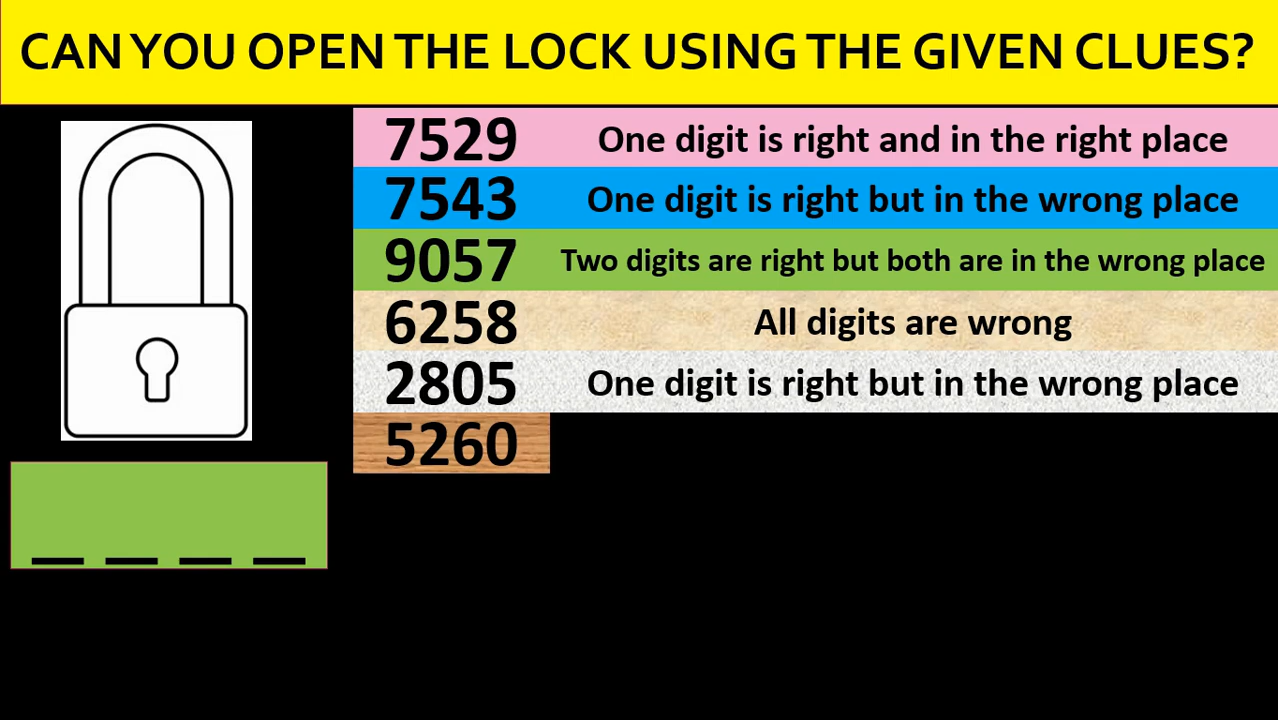 CAN YOU OPEN THE LOCK USING THE GIVEN CLUES?
7529 One digit is right and in the right place
7543 One digit is right but in the wrong place
9057 Two digits are right but both are in the wrong place
6258 All digits are wrong
2805 One digit is right but in the wrong place
5260